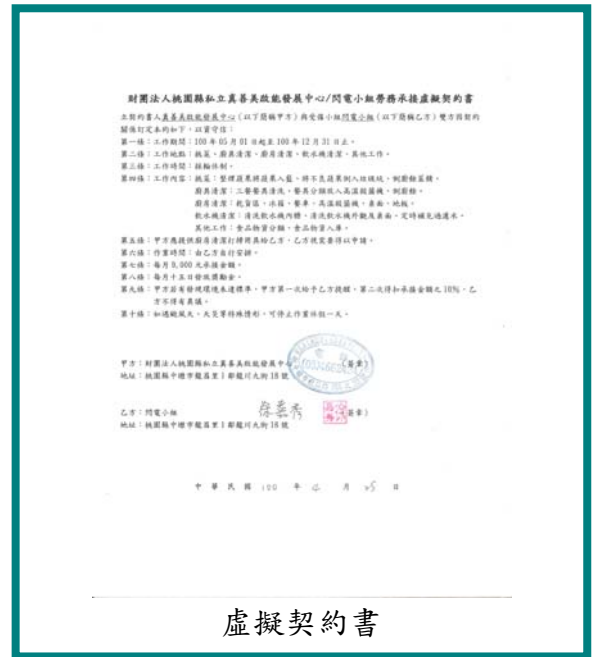 財團法人桃園縣私立真善美啟能發展中心/閃電小組勞務承接虛擬契約書
立契約書人真善美啟能發展中心(以下簡稱甲方)與受僱小組閃電小組(以下簡稱乙方)雙方為契約
關係訂定本約如下,以資守信:
第一條:工作期間:100年05月01日起至100年12月31日止。
第二條:工作地點:挑菜、廚具清潔、廚房清潔、飲水機清潔、其他工作。
第三條:工作時間:採輪休制。
第四條:工作內容:挑菜:整理蔬果將蔬果入籃,將不良蔬果倒入垃圾坑,倒廚餘菜桶。
廚具清潔:三餐餐具清洗、餐具分類放入高溫殺菌機、倒廚餘。
廚房清潔:乾貨區、冰箱、餐車、高溫殺菌機、桌面、地板。
飲水機清潔:清洗飲水機內槽、清洗飲水機外觀及桌面、定時補充過濾水。
其他工作:食品物資分類、食品物資入庫。
第五條:甲方應提供廚房清潔打掃用具給乙方,乙方依需要得以申請。
第六條:作業時間:由乙方自行安排。
第七條:每月9,000元承接金額。
第八條:每月十五日發放獎勵金。
第九條:甲方若有發現環境未達標準,甲方第一次給予乙方提醒,第二次得扣承接金額之10%,乙
方不得有異議。
第十條:如遇颱風天、天災等特殊情形,可停止作業休假一天。
甲方:財團法人桃園縣私立真善美啟能發展中心 (簽章)
地址:桃園縣中壢市龍昌里1鄰龍川九街18號
乙方:閃電小組 (簽章)
地址:桃園縣中壢市龍昌里1鄰龍川九街18號
中華民國 100 年 4 月 25 日
虛擬契約書